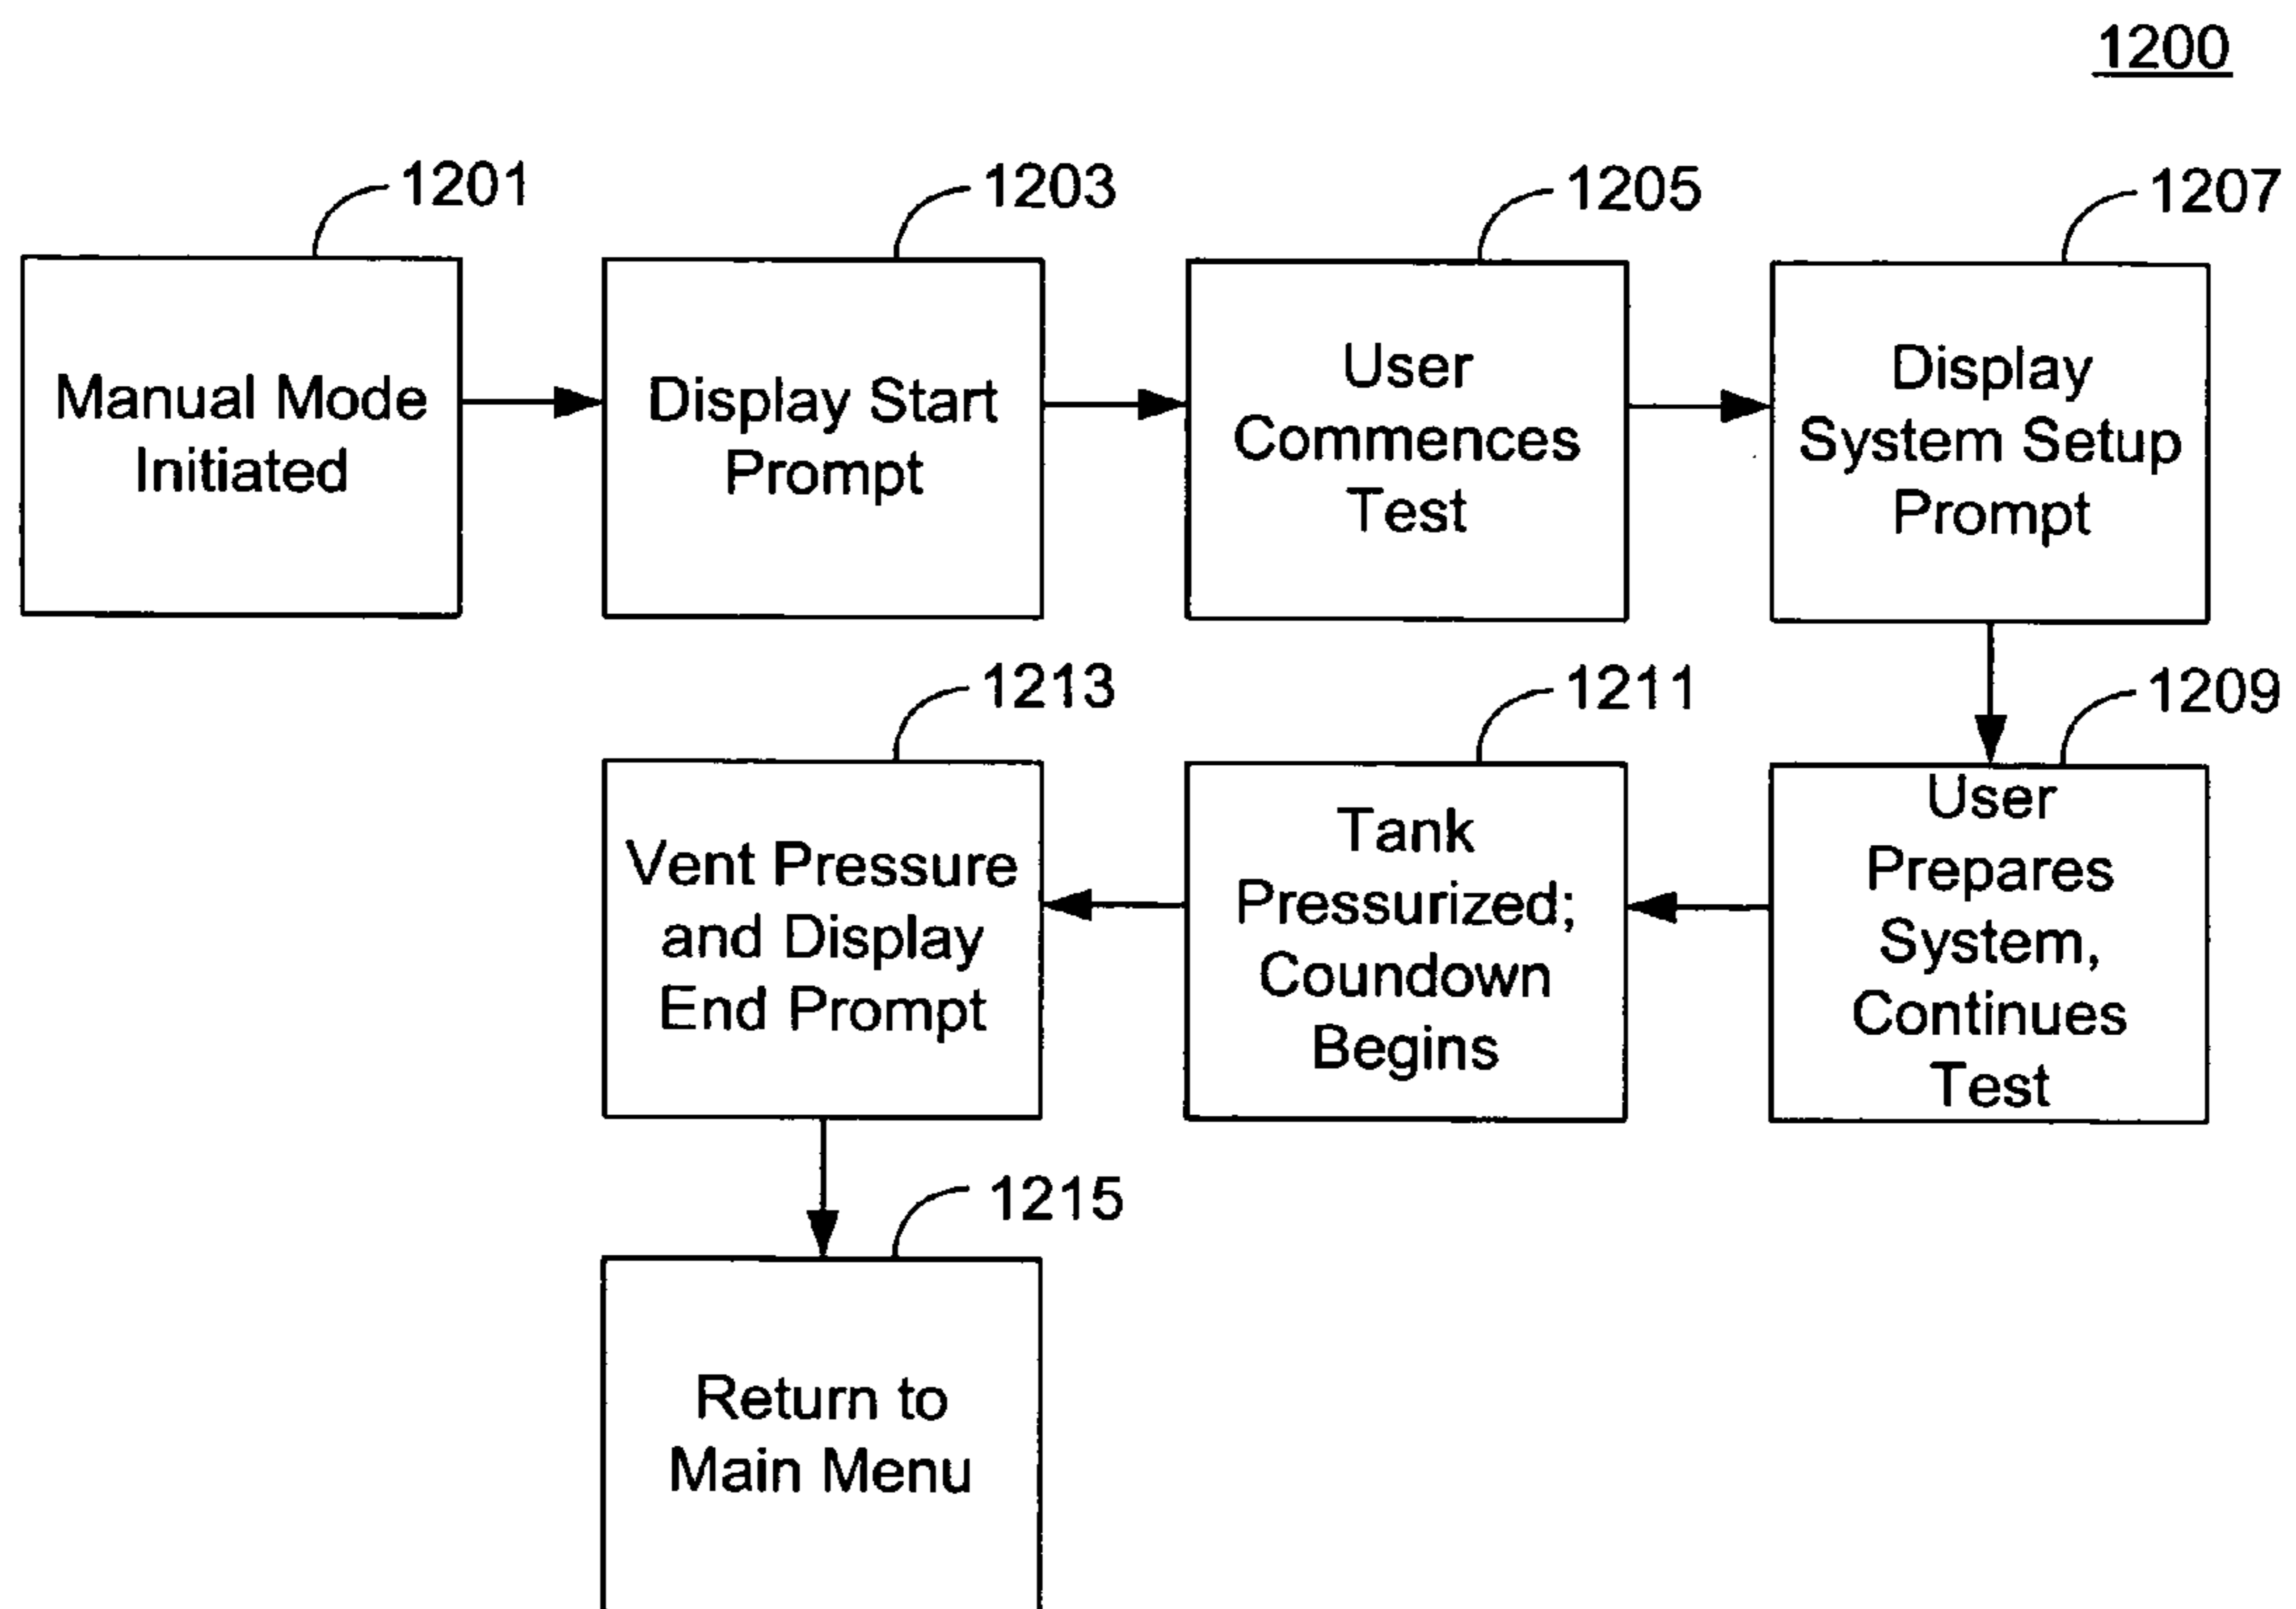 1200
1201
Manual Mode
Initiated
1203
Display Start
Prompt
1205
User
Commences
Test
1207
Display
System Setup
Prompt
1209
User
Prepares
System,
Continues
Test
1211
Tank
Pressurized;
Coundown
Begins
1213
Vent Pressure
and Display
End Prompt
1215
Return to
Main Menu